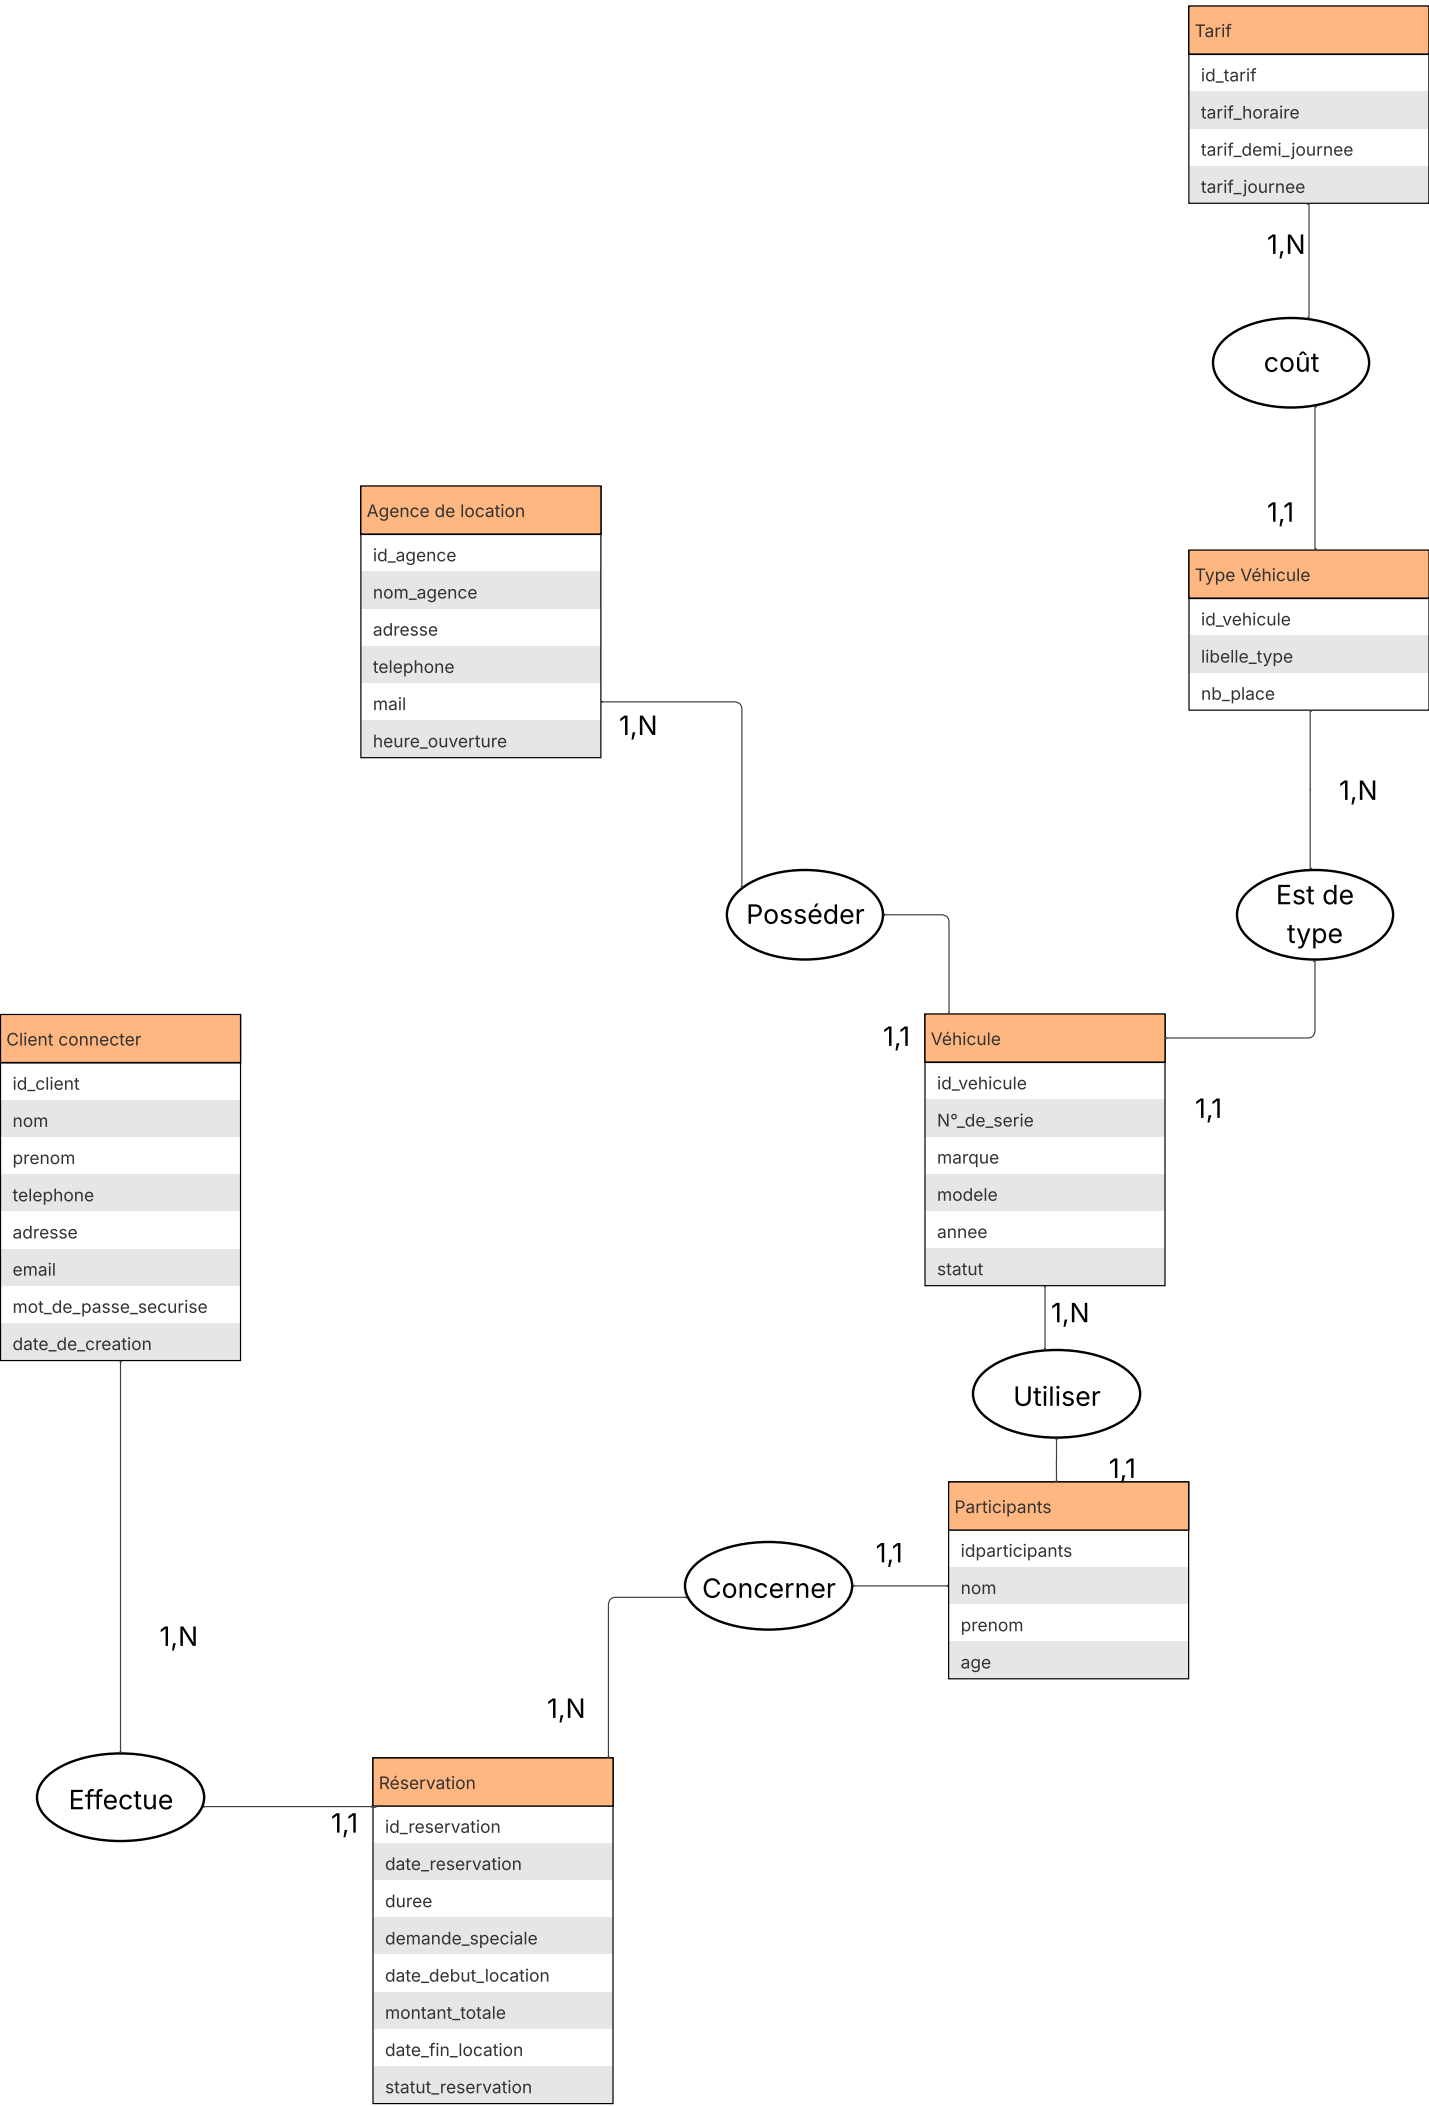 Tarif
id_tarif
tarif_horaire
tarif_demi_journee
tarif_journee
1,N
coût
1,1
Agence de location
id_agence
nom_agence
adresse
telephone
mail
heure_ouverture
1,N
Type Véhicule
id_vehicule
libelle_type
nb_place
1,N
Posséder
Est de
type
1,1
Véhicule
id_vehicule
N°_de_serie
marque
modele
annee
statut
1,1
Client connecter
id_client
nom
prenom
telephone
adresse
email
mot_de_passe_securise
date_de_creation
1,N
Utiliser
1,1
Participants
idparticipants
nom
prenom
age
1,1
Concerner
1,N
1,N
Effectue
1,1
Réservation
id_reservation
date_reservation
duree
demande_speciale
date_debut_location
montant_totale
date_fin_location
statut_reservation